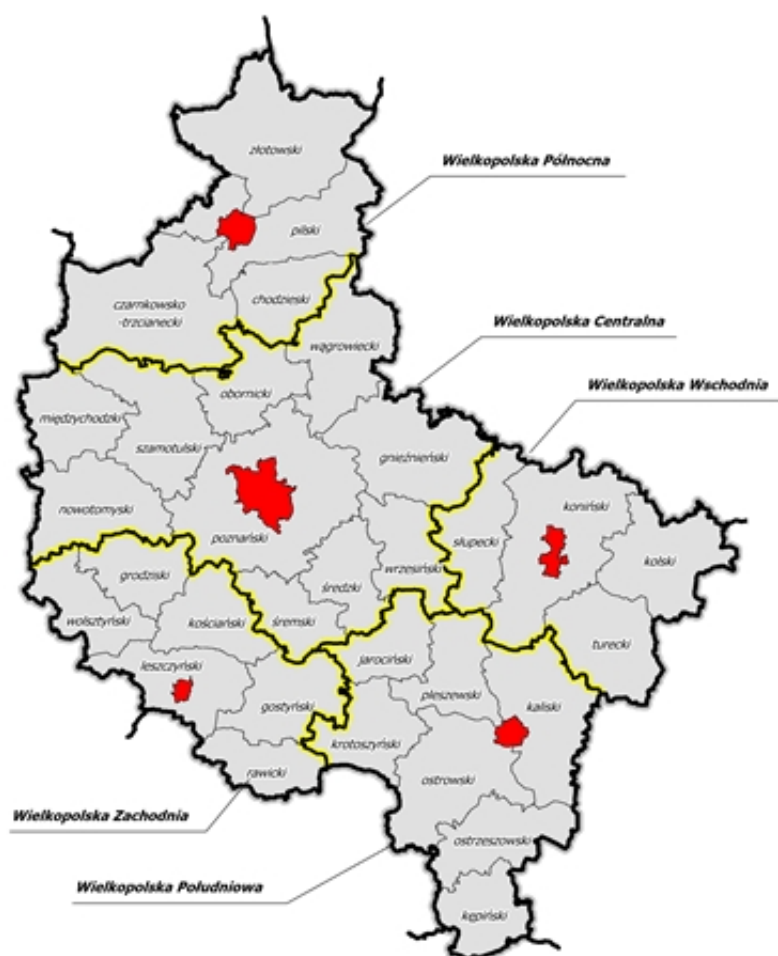 złotowski
Wielkopolska Północna
pilski
chodzieski
czarnkowsko
-trzcianecki
Wielkopolska Centralna
wągrowiecki
Wielkopolska Wschodnia
obornicki
międzychodzki
szamotulski
gnieźnieński
koniński
nowotomyski
poznański
słupecki
wrzesiński
kolski
grodziski
średzki
wolsztyński
kościański
śremski
turecki
jarociński
leszczyński
pleszewski
gostyński
kaliski
krotoszyński
rawicki
ostrowski
Wielkopolska Zachodnia
ostrzeszowski
Wielkopolska Południowa
kępiński